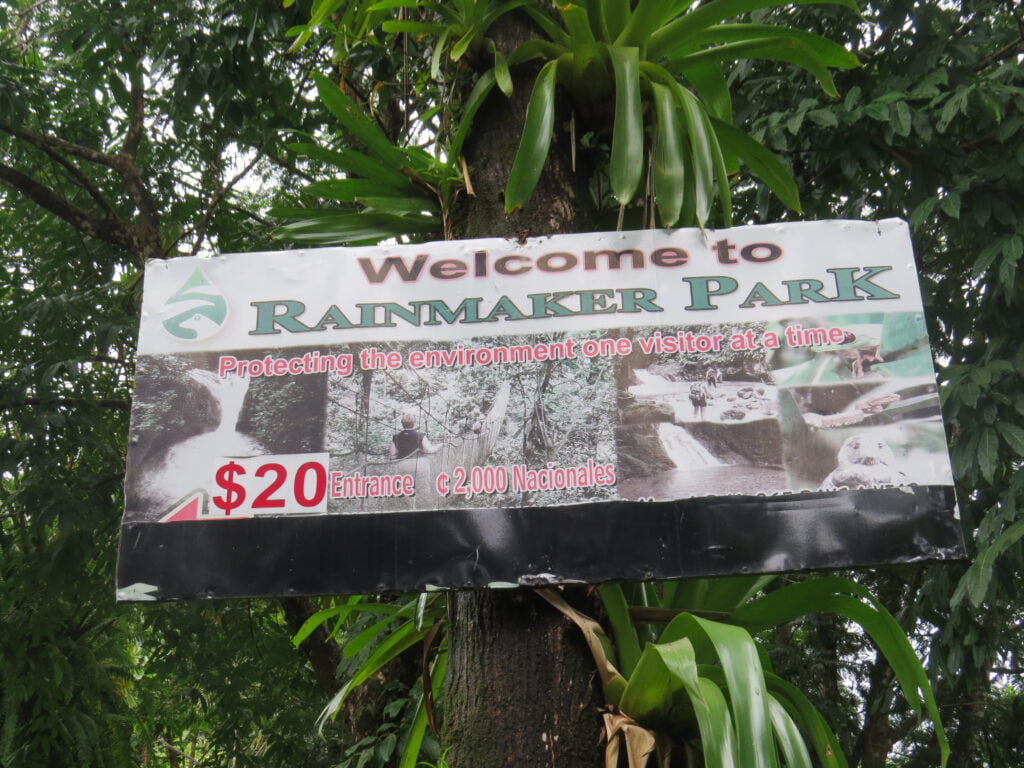 Welcome to
RAINMAKER PARK
Protecting the environment one visitor at a time
$20 Entrance ¢ 2,000 Nacionales